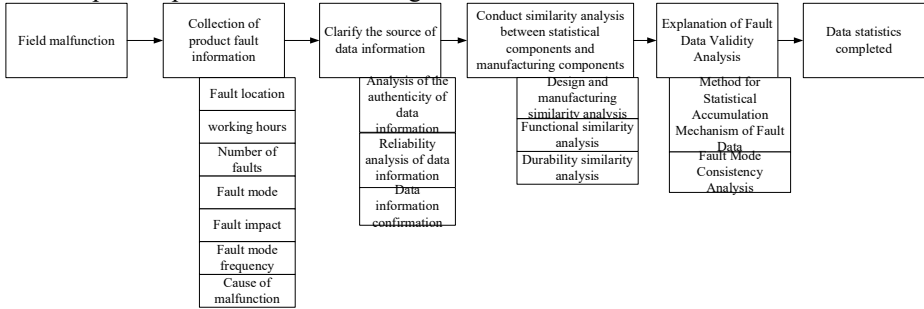 Field malfunction
Collection of
product fault
information
Fault location
working hours
Number of
faults
Fault mode
Fault impact
Fault mode
frequency
Cause of
malfunction
Clarify the source of
data information
Analysis of the
authenticity of
data information
Reliability
analysis of data
information
Data
information
confirmation
Conduct similarity analysis
between statistical
components and
manufacturing components
Design and
manufacturing
similarity analysis
Functional similarity
analysis
Durability similarity
analysis
Explanation of Fault
Data Validity
Analysis
Method for
Statistical
Accumulation
Mechanism of Fault
Data
Fault Mode
Consistency
Analysis
Data statistics
completed